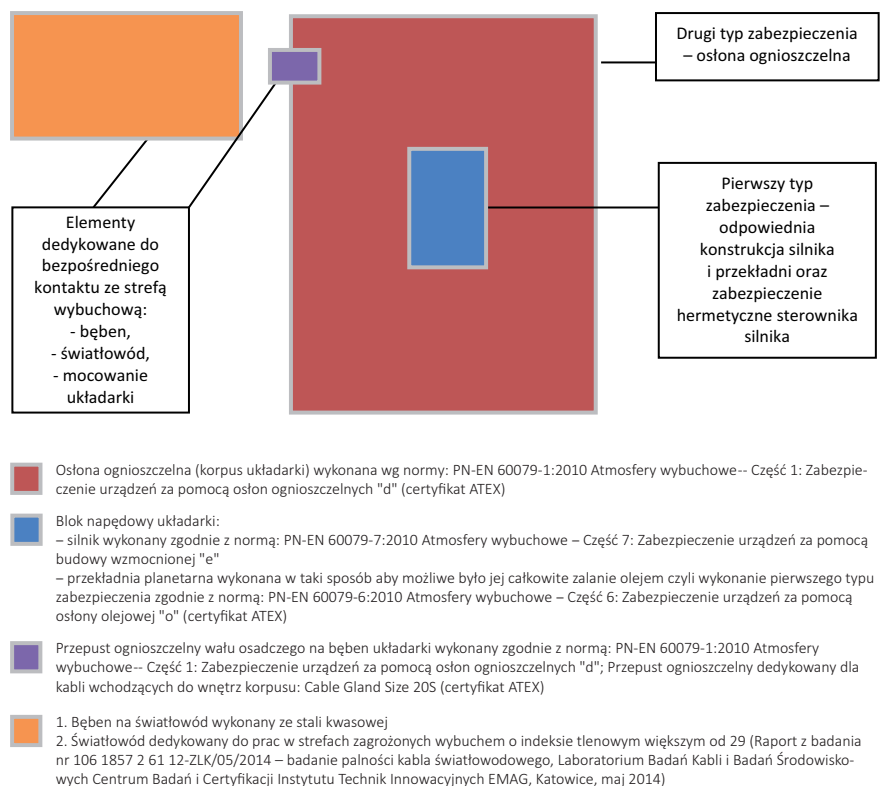 Drugi typ zabezpieczenia
– osłona ognioszczelna
Pierwszy typ
zabezpieczenia –
odpowiednia
konstrukcja silnika
i przekładni oraz
zabezpieczenie
hermetyczne sterownika
silnika
Elementy
dedykowane do
bezpośredniego
kontaktu ze strefą
wybuchową:
- bęben,
- światłowód,
- mocowanie
układarki
Osłona ognioszczelna (korpus układarki) wykonana wg normy: PN-EN 60079-1:2010 Atmosfery wybuchowe-- Część 1: Zabezpie-
czenie urządzeń za pomocą osłon ognioszczelnych "d" (certyfikat ATEX)
Blok napędowy układarki:
– silnik wykonany zgodnie z normą: PN-EN 60079-7:2010 Atmosfery wybuchowe – Część 7: Zabezpieczenie urządzeń za pomocą
budowy wzmocnionej "e"
– przekładnia planetarna wykonana w taki sposób aby możliwe było jej całkowite zalanie olejem czyli wykonanie pierwszego typu
zabezpieczenia zgodnie z normą: PN-EN 60079-6:2010 Atmosfery wybuchowe – Część 6: Zabezpieczenie urządzeń za pomocą
osłony olejowej "o" (certyfikat ATEX)
Przepust ognioszczelny wału osadczego na bęben układarki wykonany zgodnie z normą: PN-EN 60079-1:2010 Atmosfery
wybuchowe-- Część 1: Zabezpieczenie urządzeń za pomocą osłon ognioszczelnych "d"; Przepust ognioszczelny dedykowany dla
kabli wchodzących do wnętrz korpusu: Cable Gland Size 20S (certyfikat ATEX)
1. Bęben na światłowód wykonany ze stali kwasowej
2. Światłowód dedykowany do prac w strefach zagrożonych wybuchem o indeksie tlenowym większym od 29 (Raport z badania
nr 106 1857 2 61 12-ZLK/05/2014 – badanie palności kabla światłowodowego, Laboratorium Badań Kabli i Badań Środowisko-
wych Centrum Badań i Certyfikacji Instytutu Technik Innowacyjnych EMAG, Katowice, maj 2014)